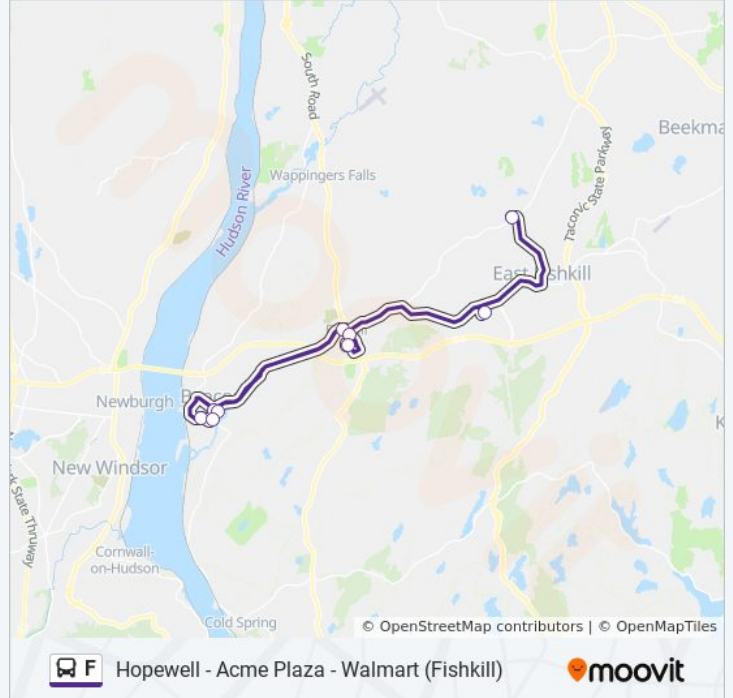 South Road
Beekma
Wappingers Falls
Taconic State Parkway
Hudson River
East Fishkill
Newburgh
New Windsor
rk State Thruway
Cornwall-
on-Hudson
Cold Spring
K
© OpenStreetMap contributors | © OpenMapTiles
F Hopewell - Acme Plaza - Walmart (Fishkill) moovit